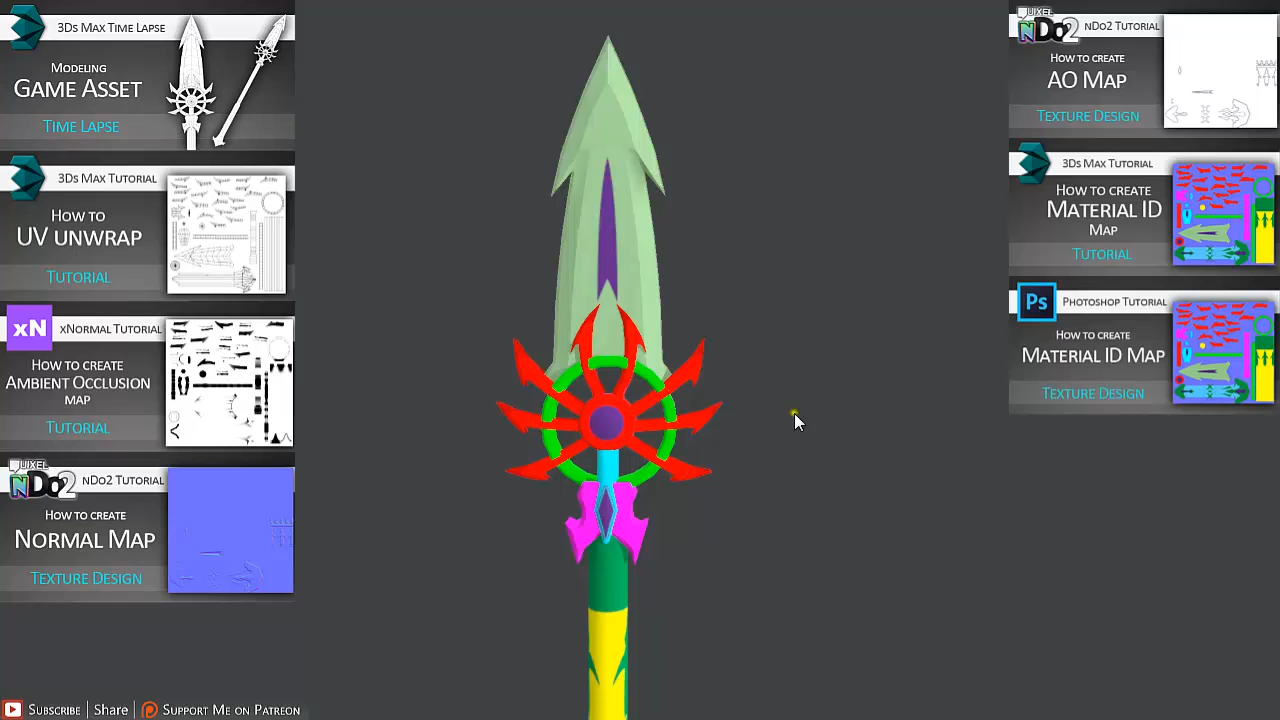 3Ds Max Time Lapse
Modeling
Game Asset
Time Lapse
3Ds Max Tutorial
How to
UV unwrap
Tutorial
xN
xNormal Tutorial
How to create
Ambient Occlusion
map
Tutorial
Quixel
NDo2
nDo2 Tutorial
How to create
Normal Map
Texture Design
Subscribe | Share | Support Me on Patreon
Quixel
NDo2
nDo2 Tutorial
How to create
AO Map
Texture Design
3Ds Max Tutorial
How to create
Material ID
Map
Tutorial
Ps
Photoshop Tutorial
How to create
Material ID Map
Texture Design